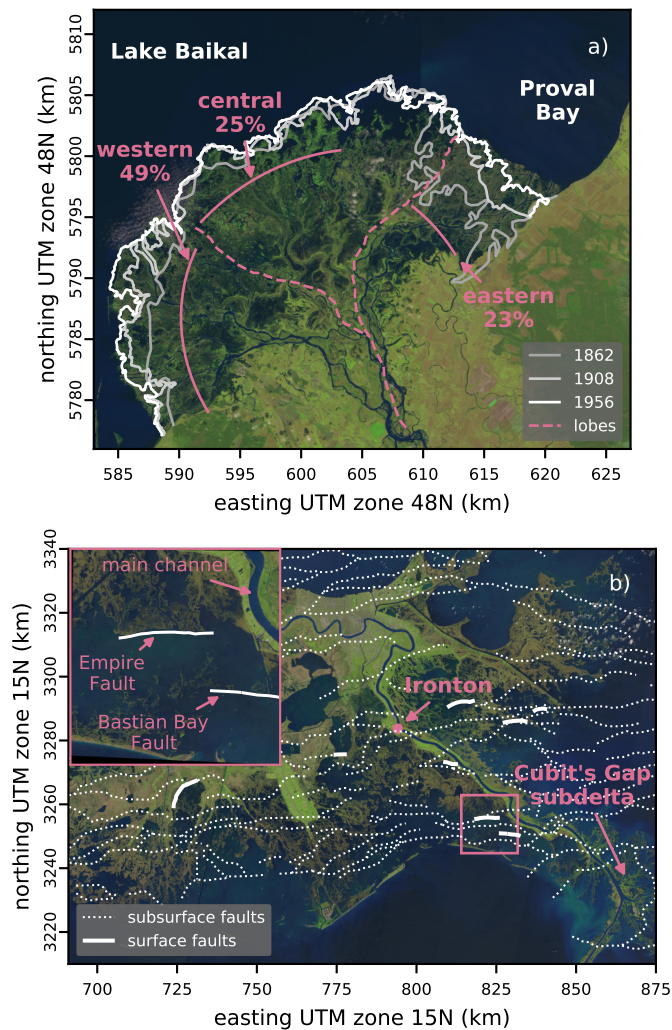 Lake Baikal
a)
Proval
Bay
central
25%
western
49%
eastern
23%
1862
1908
1956
lobes
northing UTM zone 48N (km)
5810
5805
5800
5795
5790
5785
5780
585 590 595 600 605 610 615 620 625
easting UTM zone 48N (km)
b)
main channel
Empire
Fault
Bastian Bay
Fault
Ironton
Cubit's Gap
subdelta
subsurface faults
surface faults
northing UTM zone 15N (km)
3340
3320
3300
3280
3260
3240
3220
700 725 750 775 800 825 850 875
easting UTM zone 15N (km)